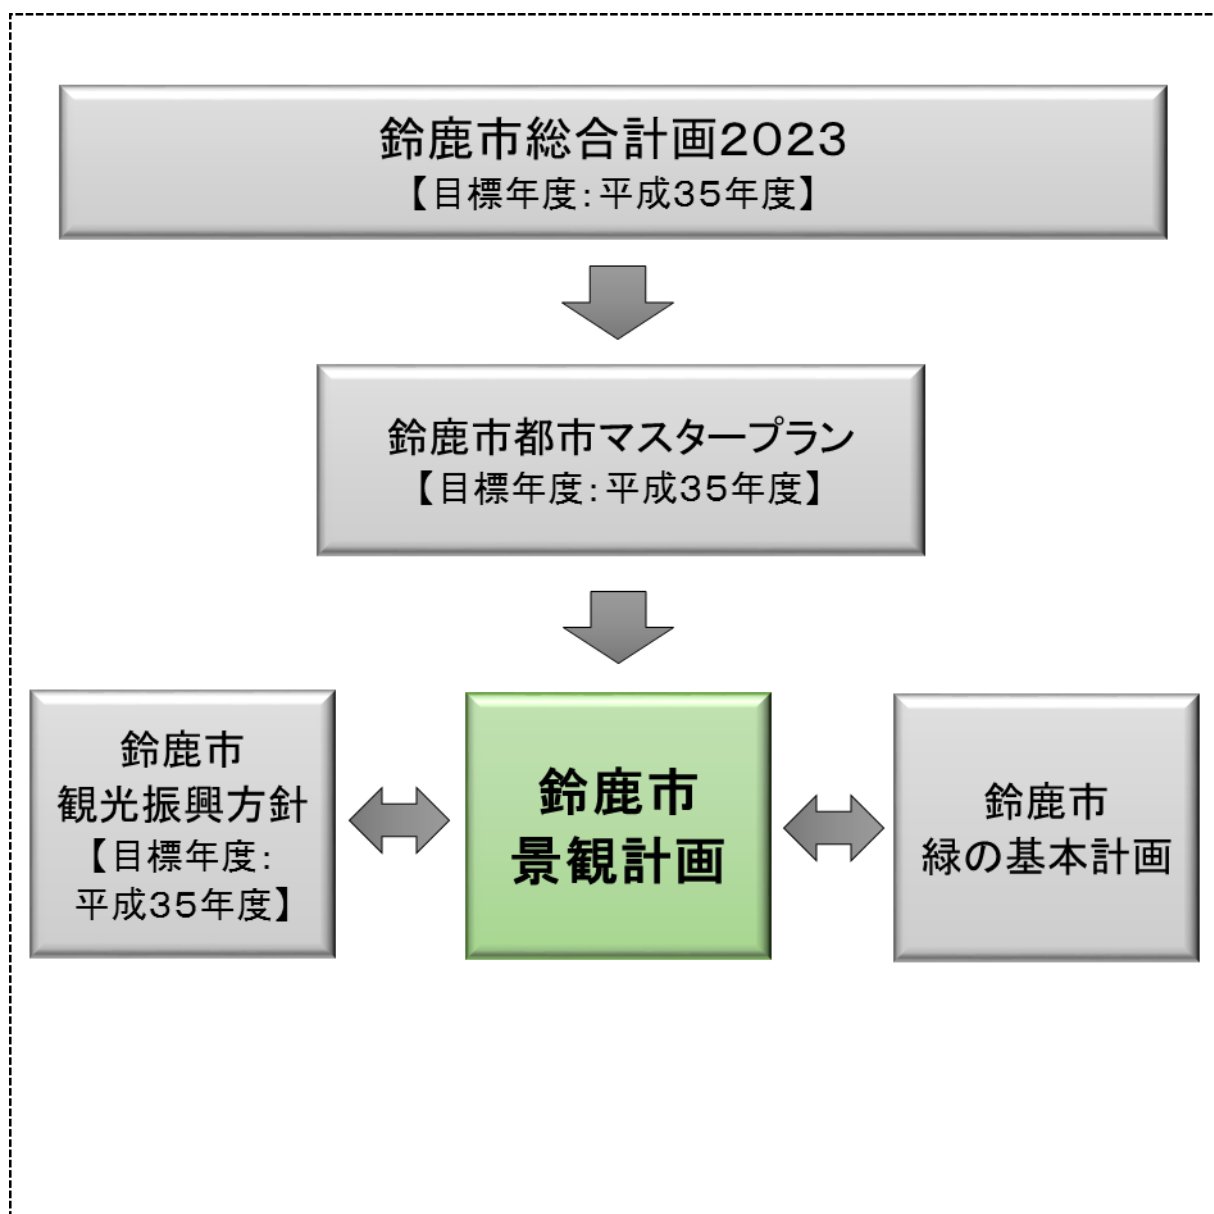 鈴鹿市総合計画2023
【目標年度：平成35年度】
鈴鹿市都市マスタープラン
【目標年度：平成35年度】
鈴鹿市
観光振興方針
【目標年度：
平成35年度】
鈴鹿市
景観計画
鈴鹿市
緑の基本計画